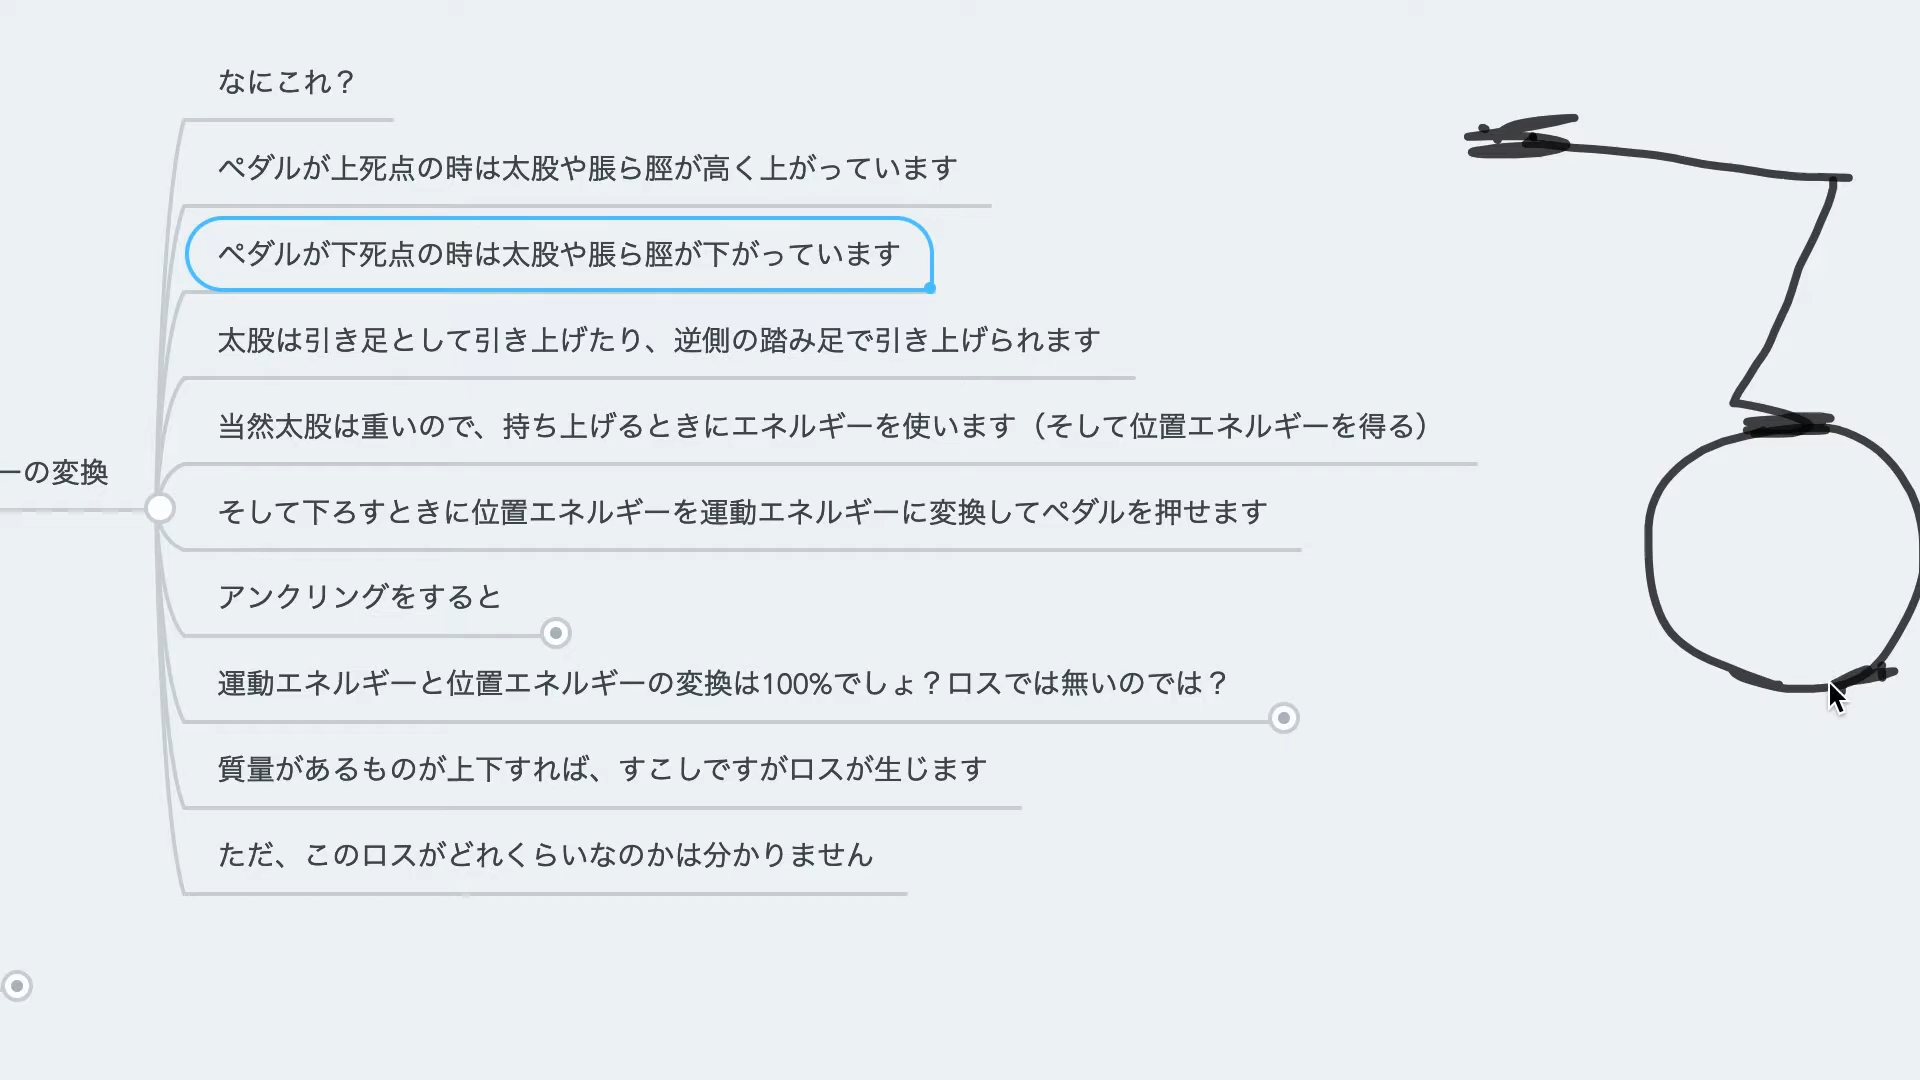 なにこれ？
ペダルが上死点の時は太股や脹ら脛が高く上がっています
ペダルが下死点の時は太股や脹ら脛が下がっています
太股は引き足として引き上げたり、逆側の踏み足で引き上げられます
当然太股は重いので、持ち上げるときにエネルギーを使います（そして位置エネルギーを得る）
ーの変換
そして下ろすときに位置エネルギーを運動エネルギーに変換してペダルを押せます
アンクリングをすると
運動エネルギーと位置エネルギーの変換は100%でしょ？ロスでは無いのでは？
質量があるものが上下すれば、すこしですがロスが生じます
ただ、このロスがどれくらいなのかは分かりません